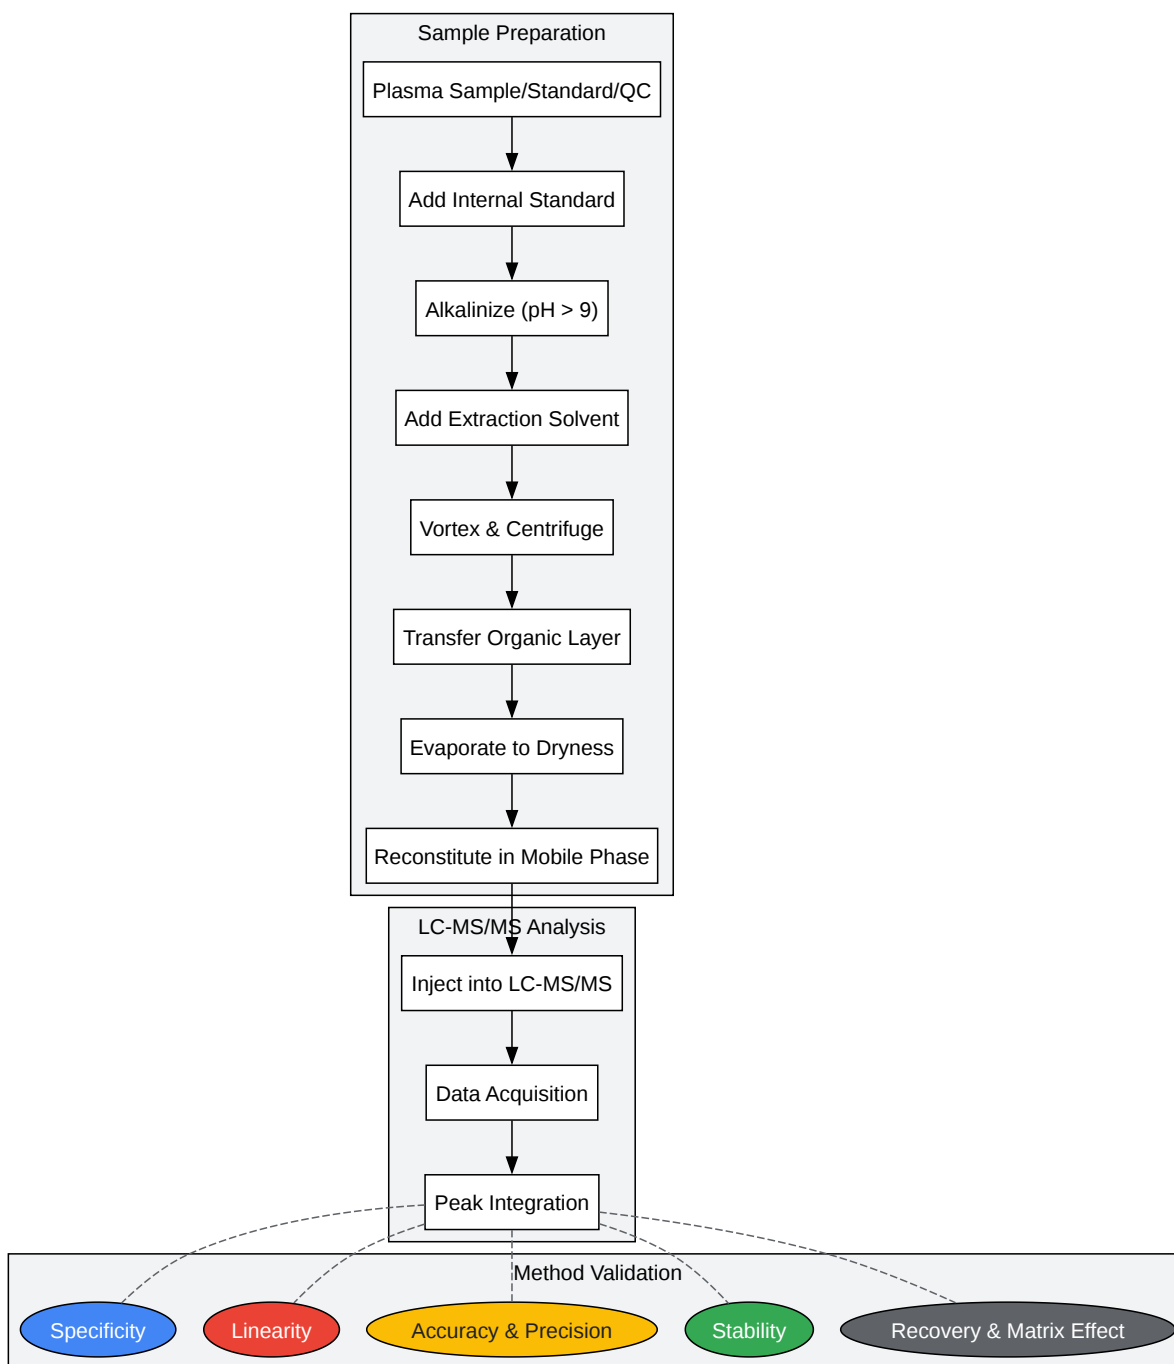 Sample Preparation
Plasma Sample/Standard/QC
Add Internal Standard
Alkalinize (pH > 9)
Add Extraction Solvent
Vortex & Centrifuge
Transfer Organic Layer
Evaporate to Dryness
Reconstitute in Mobile Phase
LC-MS/MS Analysis
Inject into LC-MS/MS
Data Acquisition
Peak Integration
Method Validation
Specificity
Linearity
Accuracy & Precision
Stability
Recovery & Matrix Effect